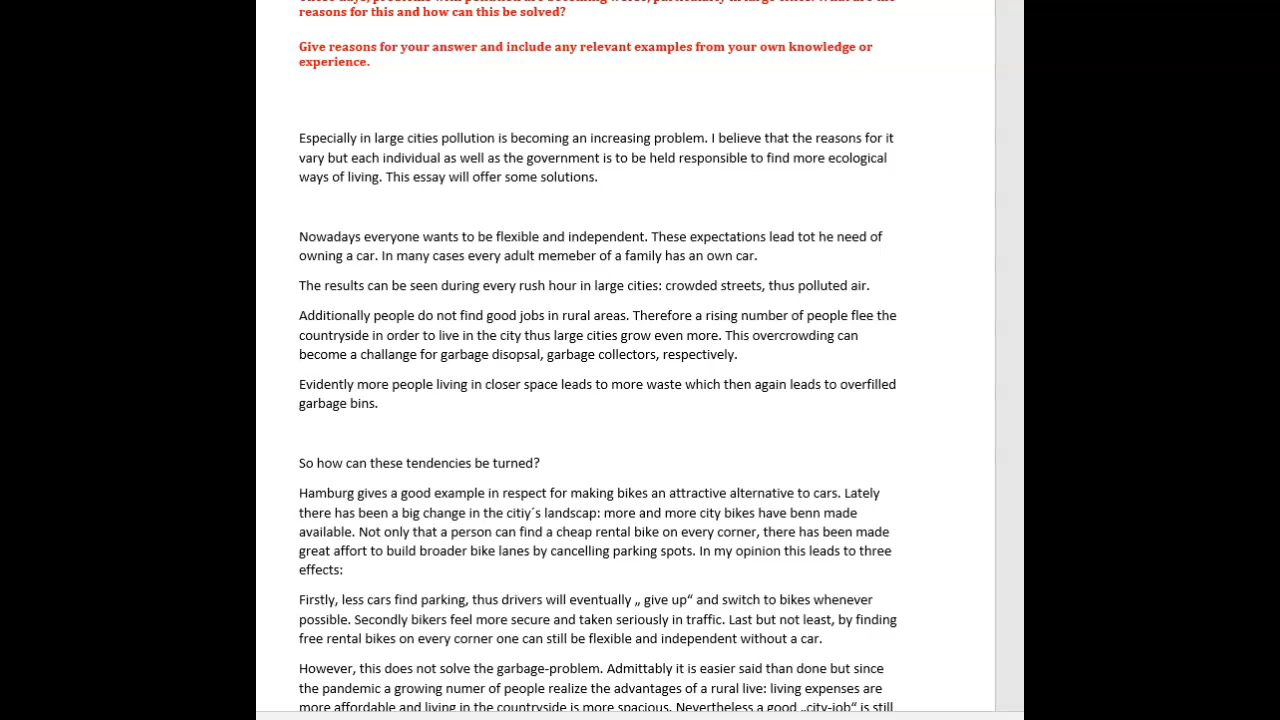 reasons for this and how can this be solved?
Give reasons for your answer and include any relevant examples from your own knowledge or
experience.
Especially in large cities pollution is becoming an increasing problem. I believe that the reasons for it
vary but each individual as well as the government is to be held responsible to find more ecological
ways of living. This essay will offer some solutions.
Nowadays everyone wants to be flexible and independent. These expectations lead tot he need of
owning a car. In many cases every adult memeber of a family has an own car.
The results can be seen during every rush hour in large cities: crowded streets, thus polluted air.
Additionally people do not find good jobs in rural areas. Therefore a rising number of people flee the
countryside in order to live in the city thus large cities grow even more. This overcrowding can
become a challange for garbage disopsal, garbage collectors, respectively.
Evidently more people living in closer space leads to more waste which then again leads to overfilled
garbage bins.
So how can these tendencies be turned?
Hamburg gives a good example in respect for making bikes an attractive alternative to cars. Lately
there has been a big change in the citiy´s landscap: more and more city bikes have benn made
available. Not only that a person can find a cheap rental bike on every corner, there has been made
great affort to build broader bike lanes by cancelling parking spots. In my opinion this leads to three
effects:
Firstly, less cars find parking, thus drivers will eventually „ give up“ and switch to bikes whenever
possible. Secondly bikers feel more secure and taken seriously in traffic. Last but not least, by finding
free rental bikes on every corner one can still be flexible and independent without a car.
However, this does not solve the garbage-problem. Admittably it is easier said than done but since
the pandemic a growing numer of people realize the advantages of a rural live: living expenses are
more affordable and living in the countryside is more spacious. Nevertheless a good „city-job“ is still